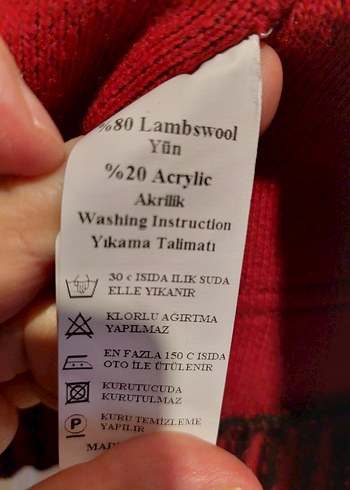 %80 Lambswool
Yün
%20 Acrylic
Akrilik
Washing Instruction
Yıkama Talimatı
30 c ISIDA ILIK SUDA
ELLE YIKANIR
KLORLU AĞIRTMA
YAPILMAZ
EN FAZLA 150 C ISIDA
OTO İLE ÜTÜLENİR
KURUTUCUDA
KURUTULMAZ
P
KURU TEMİZLEME
YAPILIR